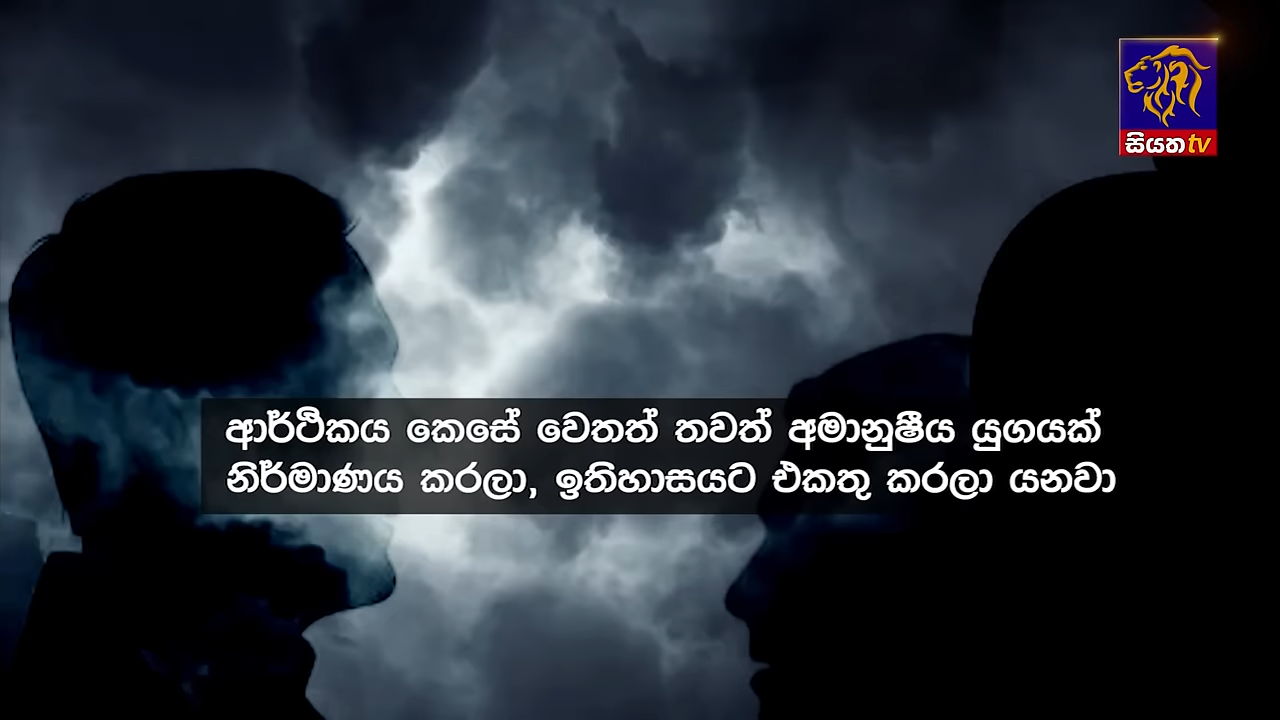 සියත tv
ආර්ථිකය කෙසේ වෙතත් තවත් අමානුෂීය යුගයක්
නිර්මාණය කරලා, ඉතිහාසයට එකතු කරලා යනවා